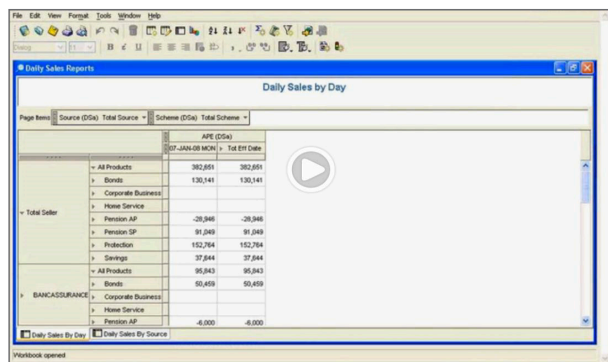 File Edit View Format Tools Window Help
Daily Sales Reports
Daily Sales by Day
Page Items Source (DSa) Total Source Scheme (DSa) Total Scheme
APE (DSa)
07-JAN-08 MON Tot Eff Date
All Products 382,651 382,651
Bonds 130,141 130,141
Corporate Business
Home Service
Total Seller
Pension AP -28,946 -28,946
Pension SP 91,049 91,049
Protection 152,764 152,764
Savings 37,644 37,644
All Products 95,843 95,843
Bonds 50,459 50,459
BANCASSURANCE Corporate Business
Home Service
Pension AP -6,000 -6,000
Daily Sales By Day Daily Sales By Source
Workbook opened